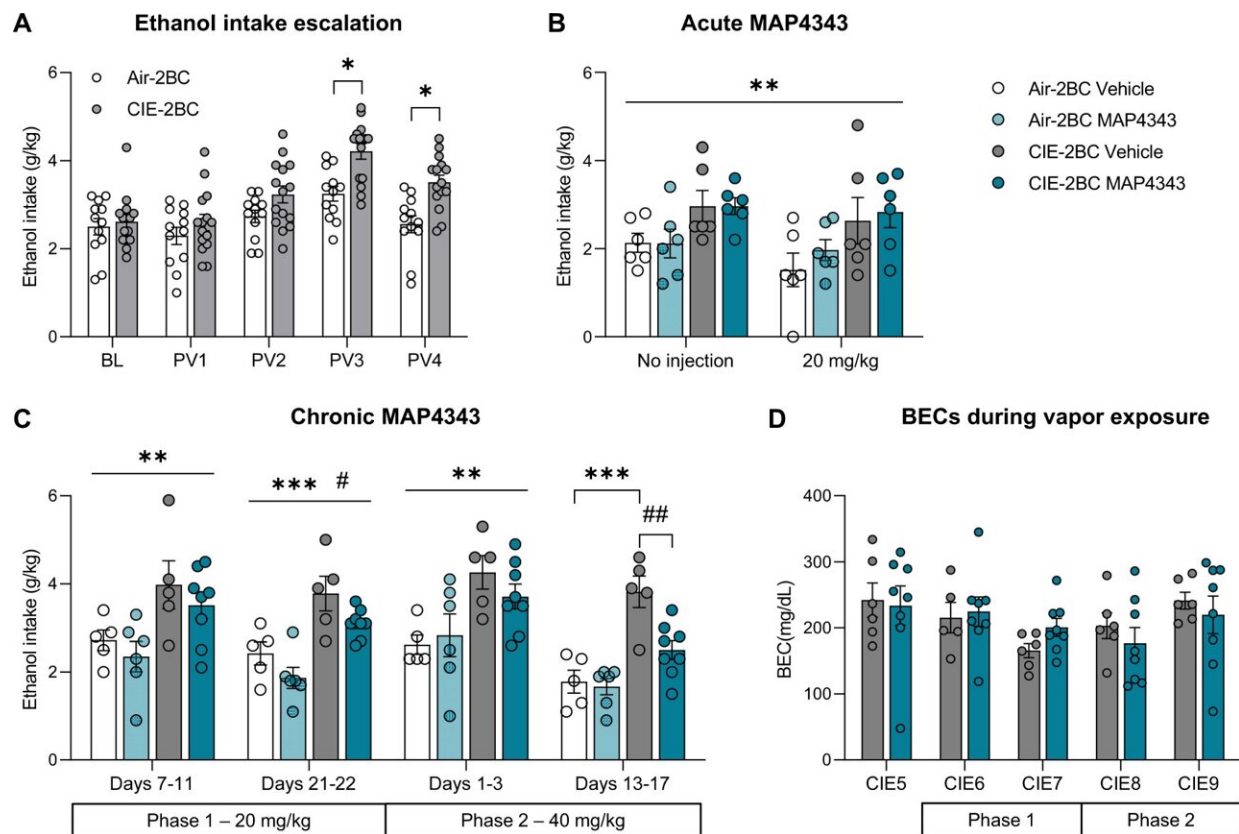 A
Ethanol intake escalation
Ethanol intake (g/kg)
6
4
2
0
Air-2BC
CIE-2BC
*
*
BL PV1 PV2 PV3 PV4
B
Acute MAP4343
Ethanol intake (g/kg)
6
4
2
0
**
No injection 20 mg/kg
Air-2BC Vehicle
Air-2BC MAP4343
CIE-2BC Vehicle
CIE-2BC MAP4343
C
Chronic MAP4343
Ethanol intake (g/kg)
6
4
2
0
**
*** #
**
***
##
Days 7-11 Days 21-22 Days 1-3 Days 13-17
Phase 1 – 20 mg/kg Phase 2 – 40 mg/kg
D
BECs during vapor exposure
BEC(mg/dL)
400
300
200
100
0
CIE5 CIE6 CIE7 CIE8 CIE9
Phase 1 Phase 2